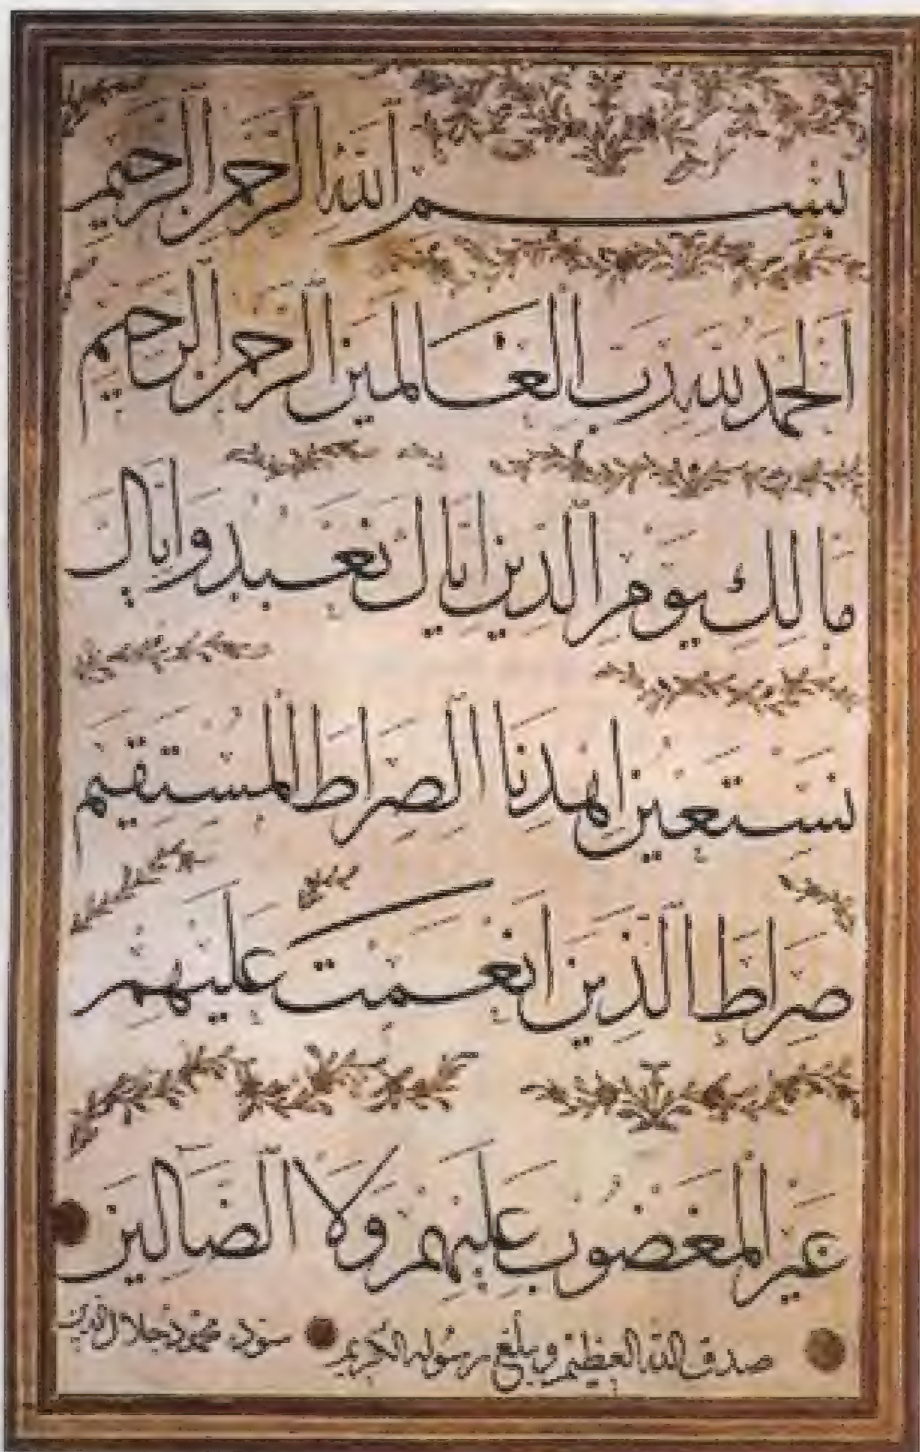 بسم الله الرحمن الرحيم
الحمد لله رب العالمين الرحمن الرحيم
مالك يوم الدين اياك نعبد واياك
نستعين اهدنا الصراط المستقيم
صراط الذين انعمت عليهم
غير المغضوب عليهم ولا الضالين
صدق الله العظيم وبلغ رسوله الكريم
سوده محمود جلال الدين